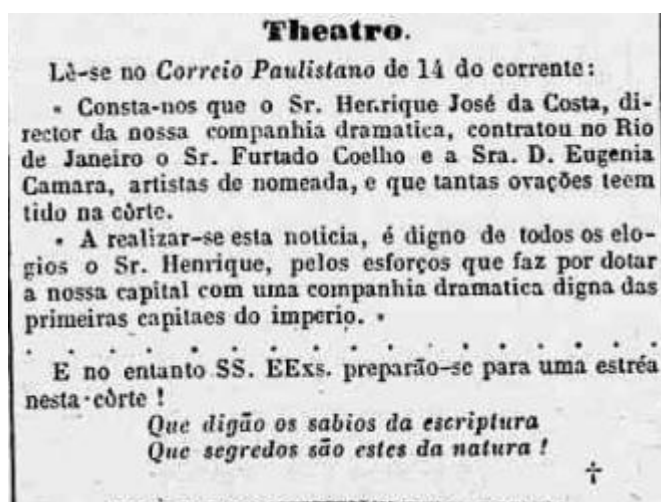 Theatro.
Lê-se no Correio Paulistano de 14 do corrente:
« Consta-nos que o Sr. Henrique José da Costa, di-
rector da nossa companhia dramatica, contratou no Rio
de Janeiro o Sr. Furtado Coelho e a Sra. D. Eugenia
Camara, artistas de nomeada, e que tantas ovações teem
tido na côrte.
« A realizar-se esta noticia, é digno de todos os elo-
gios o Sr. Henrique, pelos esforços que faz por dotar
a nossa capital com uma companhia dramatica digna das
primeiras capitaes do imperio. »
. . . . . . . . . . . . . . . .
E no entanto SS. EExs. preparão-se para uma estréa
nesta côrte !
Que digão os sabios da escriptura
Que segredos são estes da natura !
†